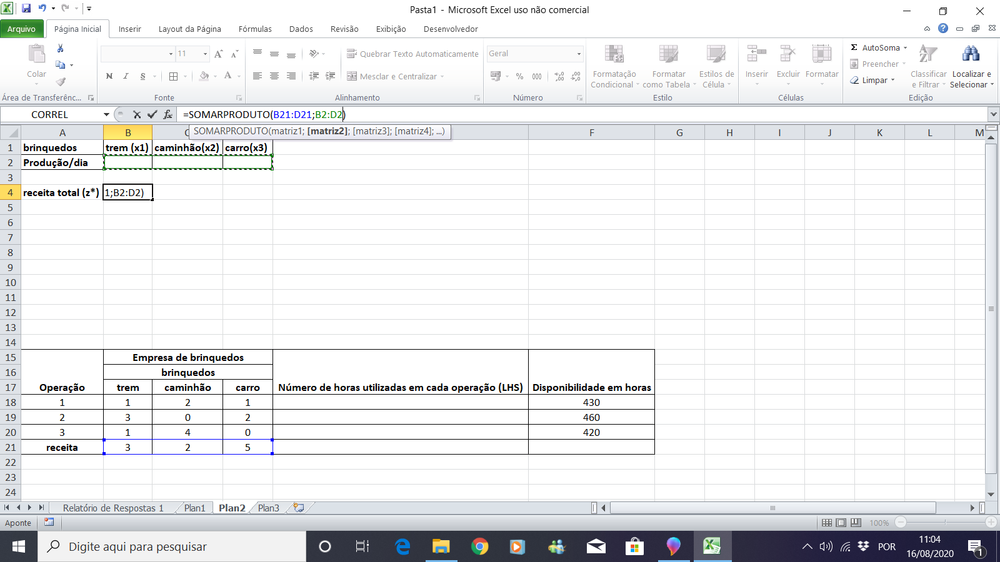 Pasta1 - Microsoft Excel uso não comercial
Arquivo Página Inicial Inserir Layout da Página Fórmulas Dados Revisão Exibição Desenvolvedor
Colar
Área de Transferênc...
11
N I S
A A
Fonte
Quebrar Texto Automaticamente
Mesclar e Centralizar
Alinhamento
Geral
% 000
Número
Formatação Condicional
Formatar como Tabela
Estilos de Célula
Estilo
Inserir Excluir Formatar
Células
Σ AutoSoma
Preencher
Limpar
Classificar e Filtrar
Localizar e Selecionar
Edição
CORREL fx =SOMARPRODUTO(B21:D21;B2:D2)
SOMARPRODUTO(matriz1; [matriz2]; [matriz3]; [matriz4]; ...)
A B C F G H I J K L M
1 brinquedos trem (x1) caminhão(x2) carro(x3)
2 Produção/dia
3
4 receita total (z*) 1;B2:D2)
5
6
7
8
9
10
11
12
13
14
15 Empresa de brinquedos
16 brinquedos
17 Operação trem caminhão carro Número de horas utilizadas em cada operação (LHS) Disponibilidade em horas
18 1 1 2 1 430
19 2 3 0 2 460
20 3 1 4 0 420
21 receita 3 2 5
22
23
24
Relatório de Respostas 1 Plan1 Plan2 Plan3
Aponte 100%
Digite aqui para pesquisar
POR
11:04
16/08/2020
1